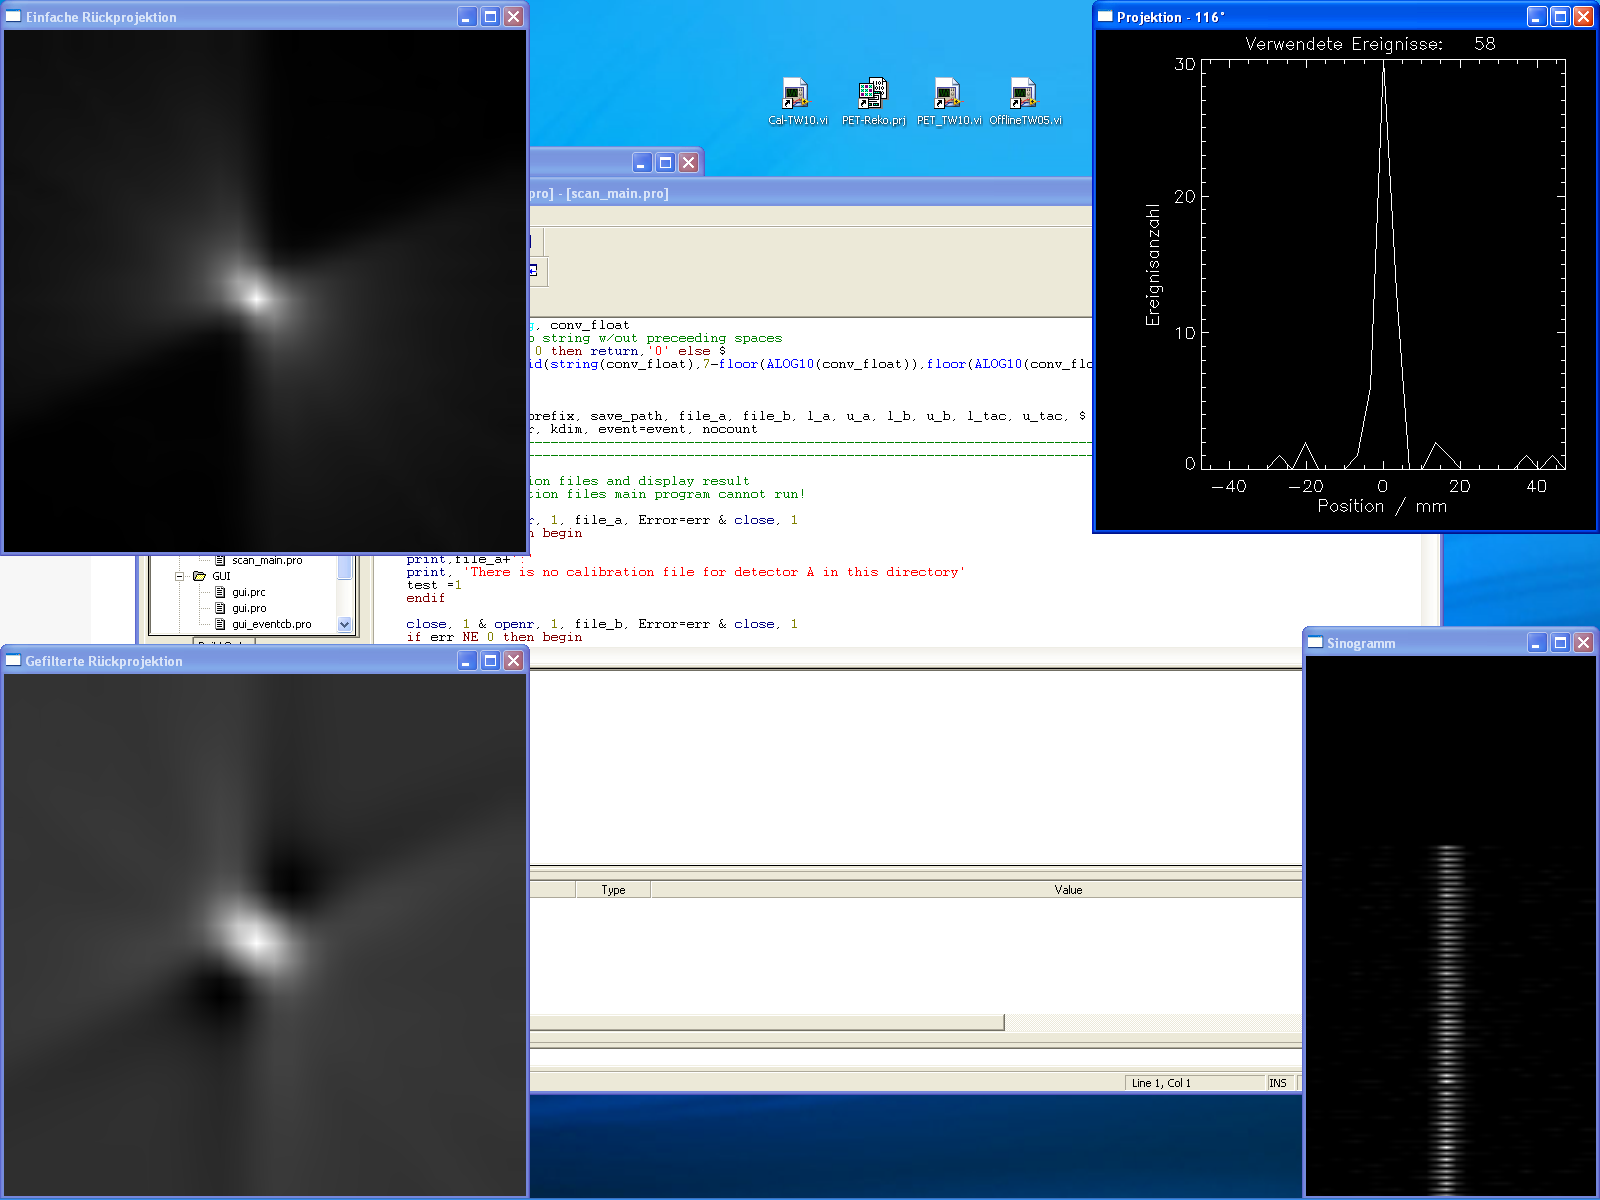 Einfache Rückprojektion
Projektion - 116°
Verwendete Ereignisse: 58
30
20
10
0
Ereignisanzahl
−40
−20
0
20
40
Position / mm
Cal-TW10.vi
PET-Reko.prj
PET_TW10.vi
OfflineTW05.vi
pro] - [scan_main.pro]
, conv_float
string w/out preceeding spaces
0 then return,'0' else $
id(string(conv_float),7-floor(ALOG10(conv_float)),floor(ALOG10(conv_flo
prefix, save_path, file_a, file_b, l_a, u_a, l_b, u_b, l_tac, u_tac, $
, kdim, event=event, nocount
ion files and display result
tion files main program cannot run!
, 1, file_a, Error=err & close, 1
begin
print,file_a+':'
print, 'There is no calibration file for detector A in this directory'
test =1
endif
close, 1 & openr, 1, file_b, Error=err & close, 1
if err NE 0 then begin
scan_main.pro
GUI
gui.prc
gui.pro
gui_eventcb.pro
Gefilterte Rückprojektion
Sinogramm
Type
Value
Line 1, Col 1
INS